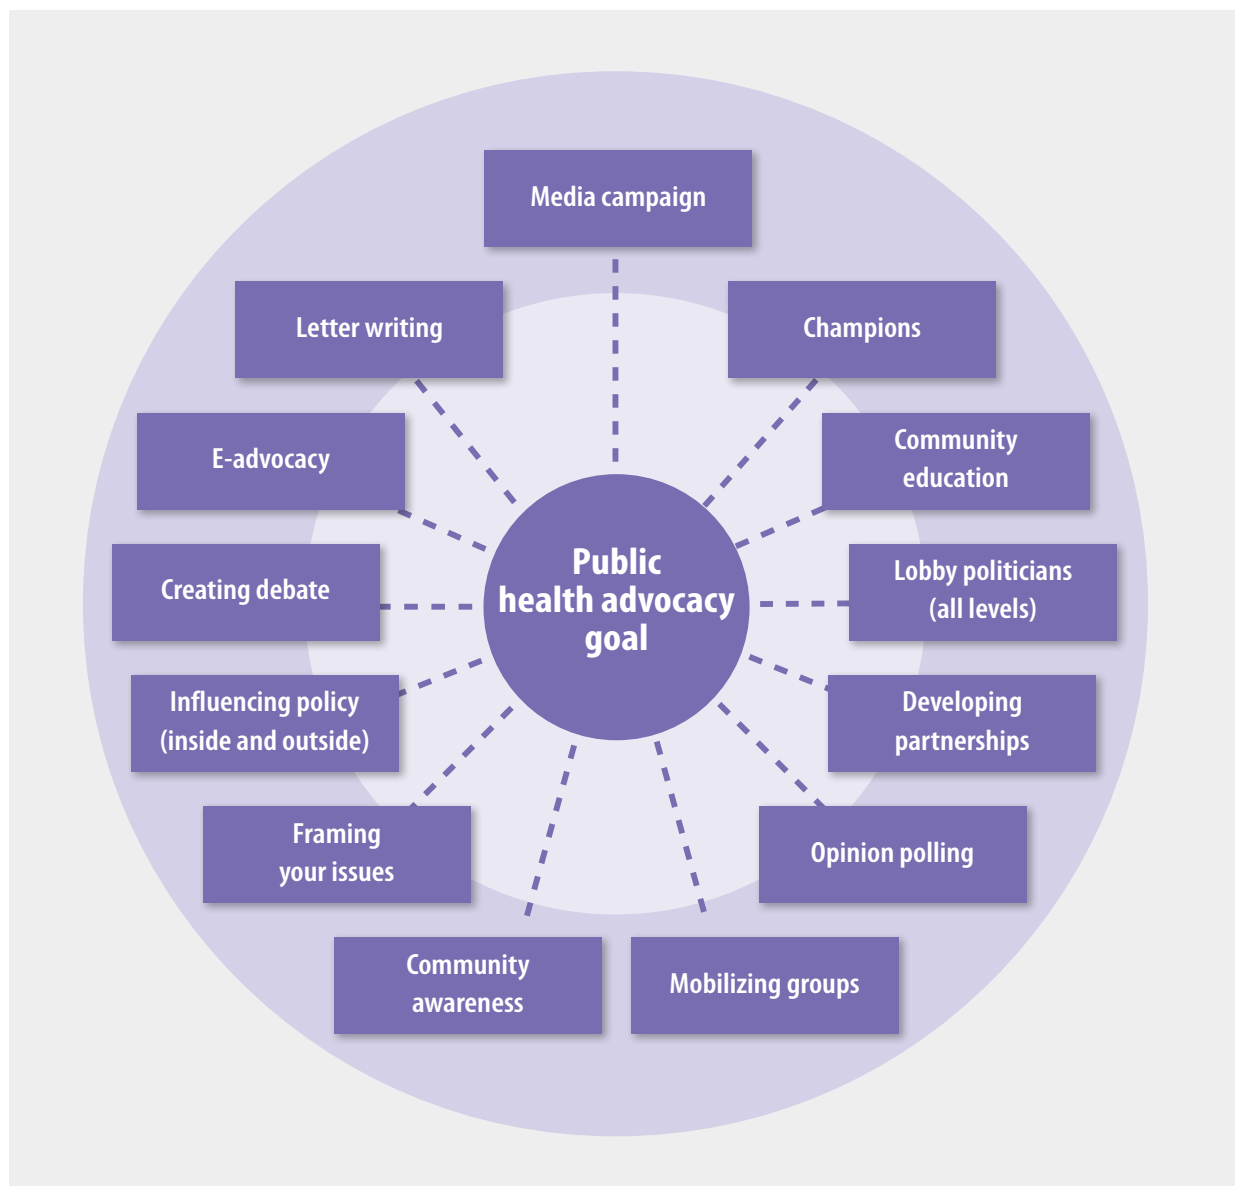 Media campaign
Letter writing
Champions
E-advocacy
Community
education
Creating debate
Public
health advocacy
goal
Lobby politicians
(all levels)
Influencing policy
(inside and outside)
Developing
partnerships
Framing
your issues
Opinion polling
Community
awareness
Mobilizing groups